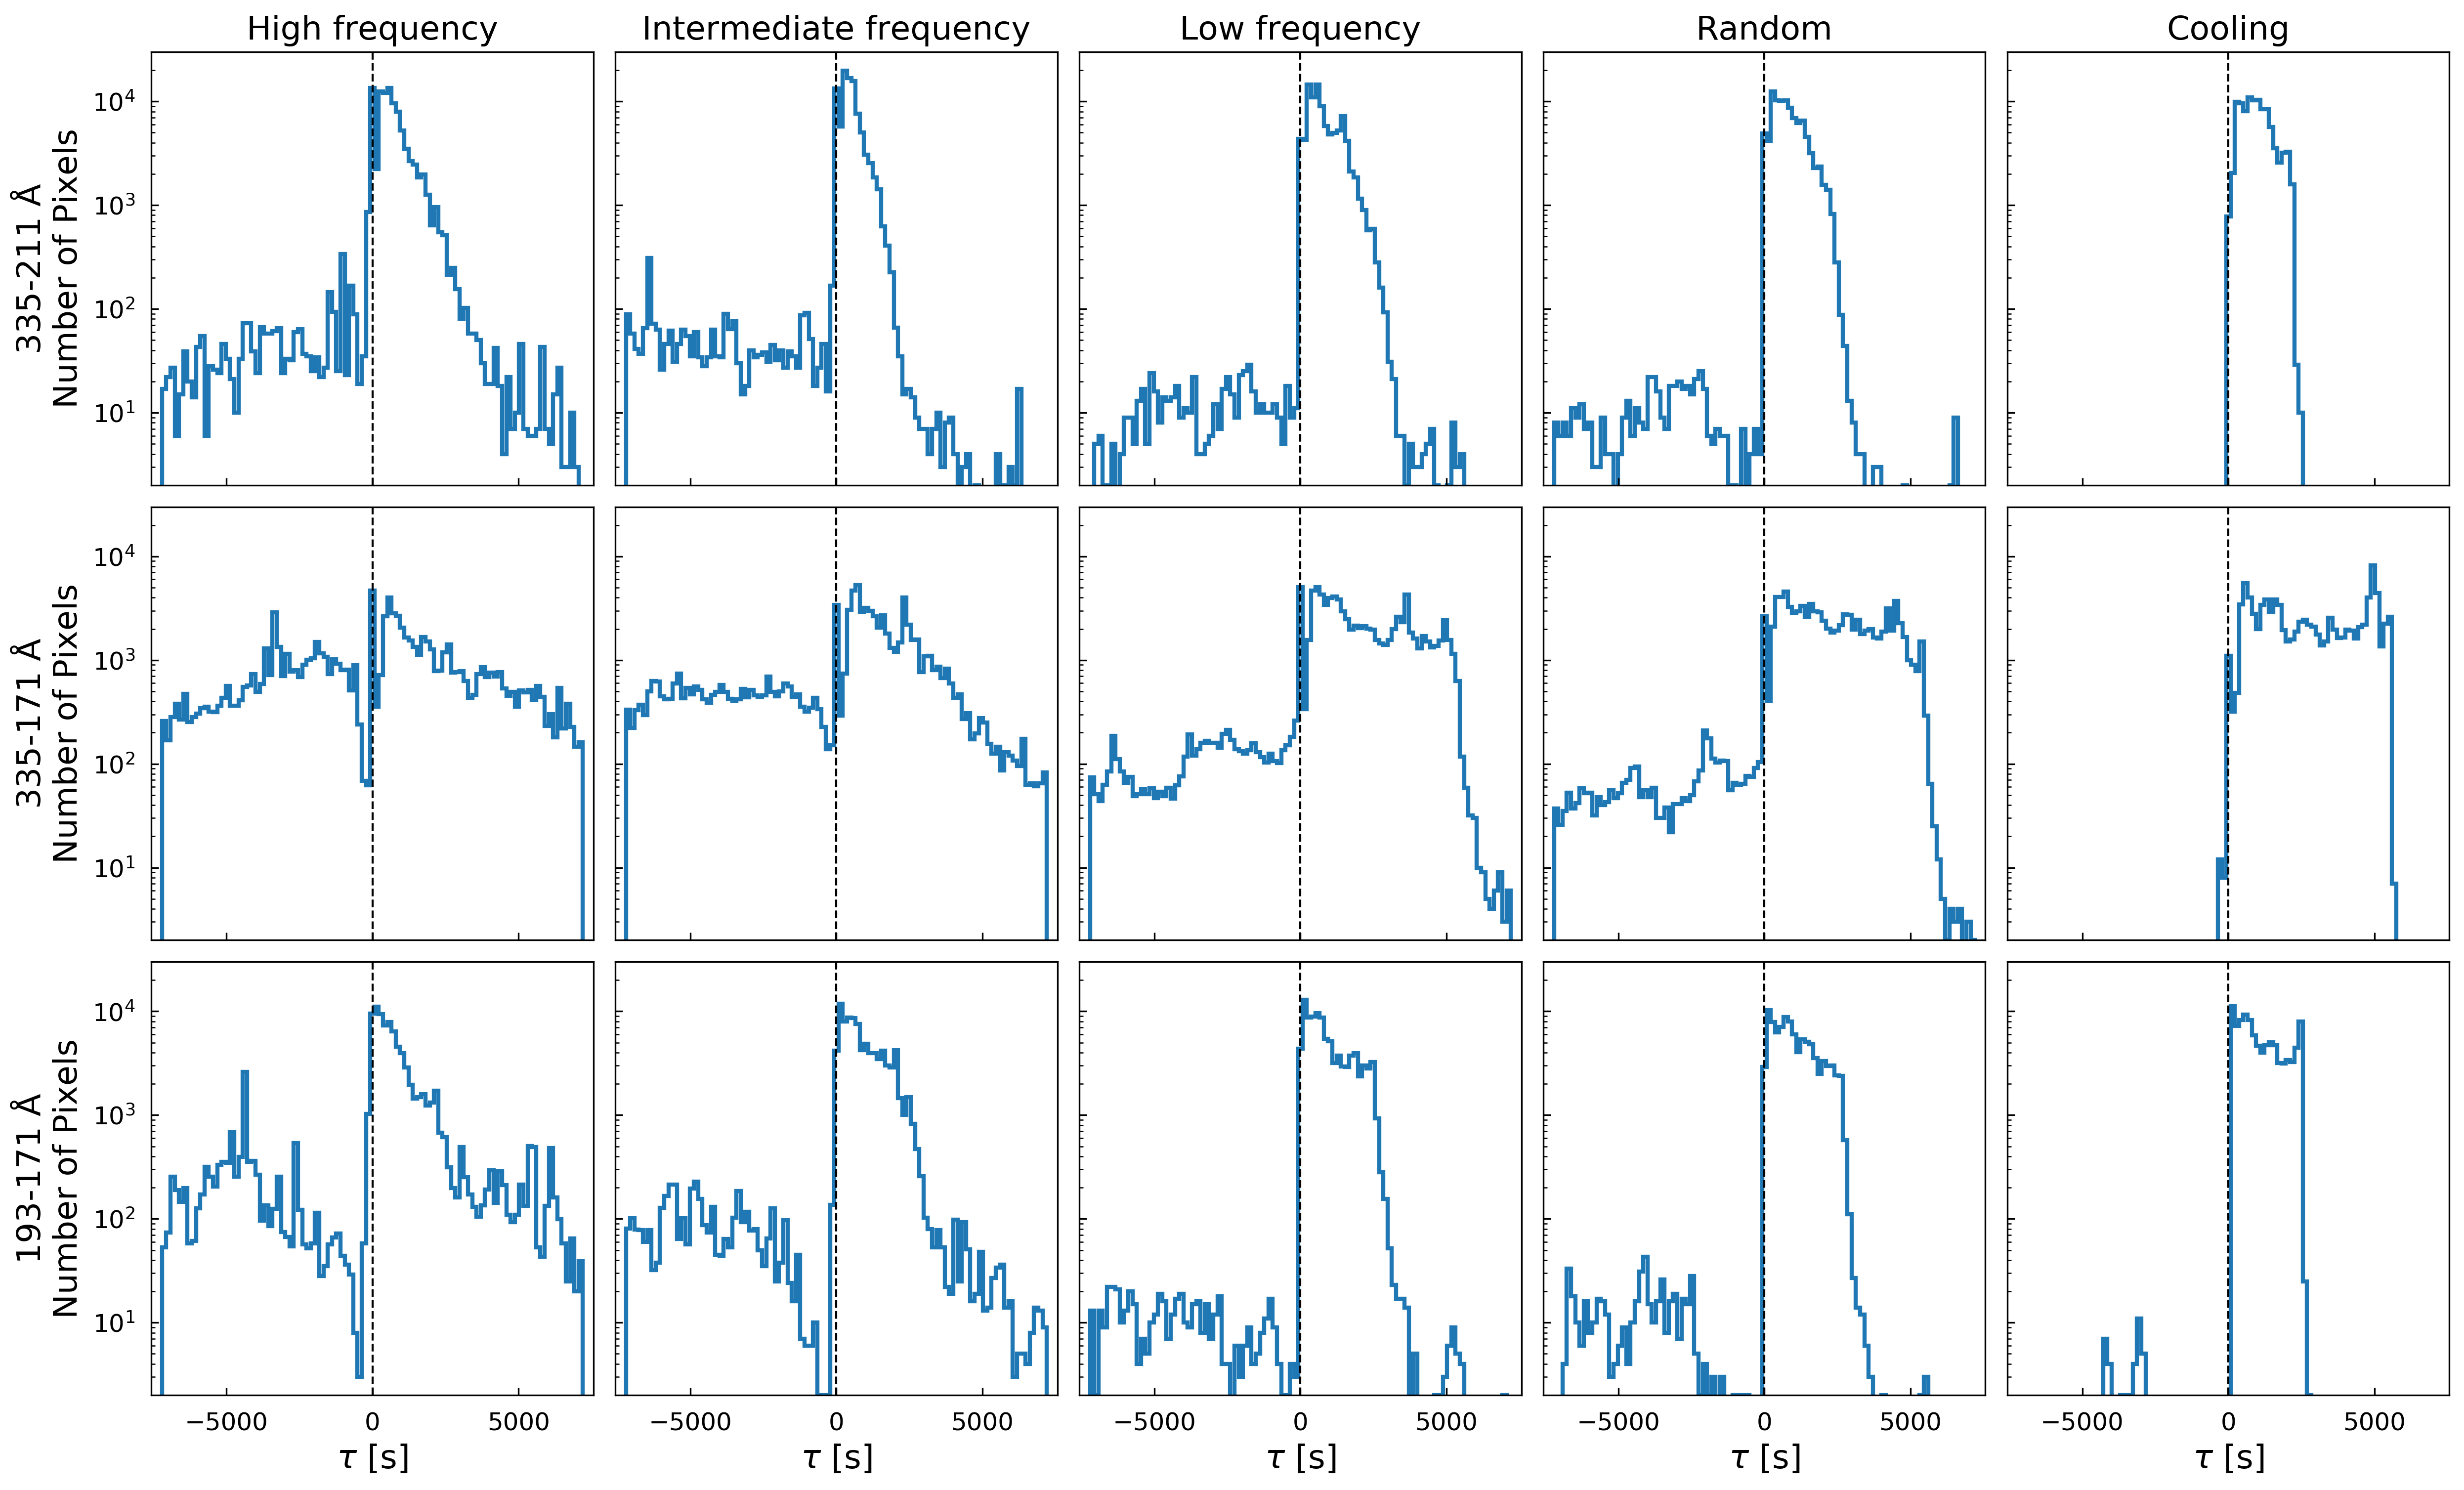 High frequency
Intermediate frequency
Low frequency
Random
Cooling
335-211 Å
Number of Pixels
10⁴
10³
10²
10¹
335-171 Å
Number of Pixels
10⁴
10³
10²
10¹
193-171 Å
Number of Pixels
10⁴
10³
10²
10¹
−5000 0 5000
−5000 0 5000
−5000 0 5000
−5000 0 5000
−5000 0 5000
τ [s]
τ [s]
τ [s]
τ [s]
τ [s]